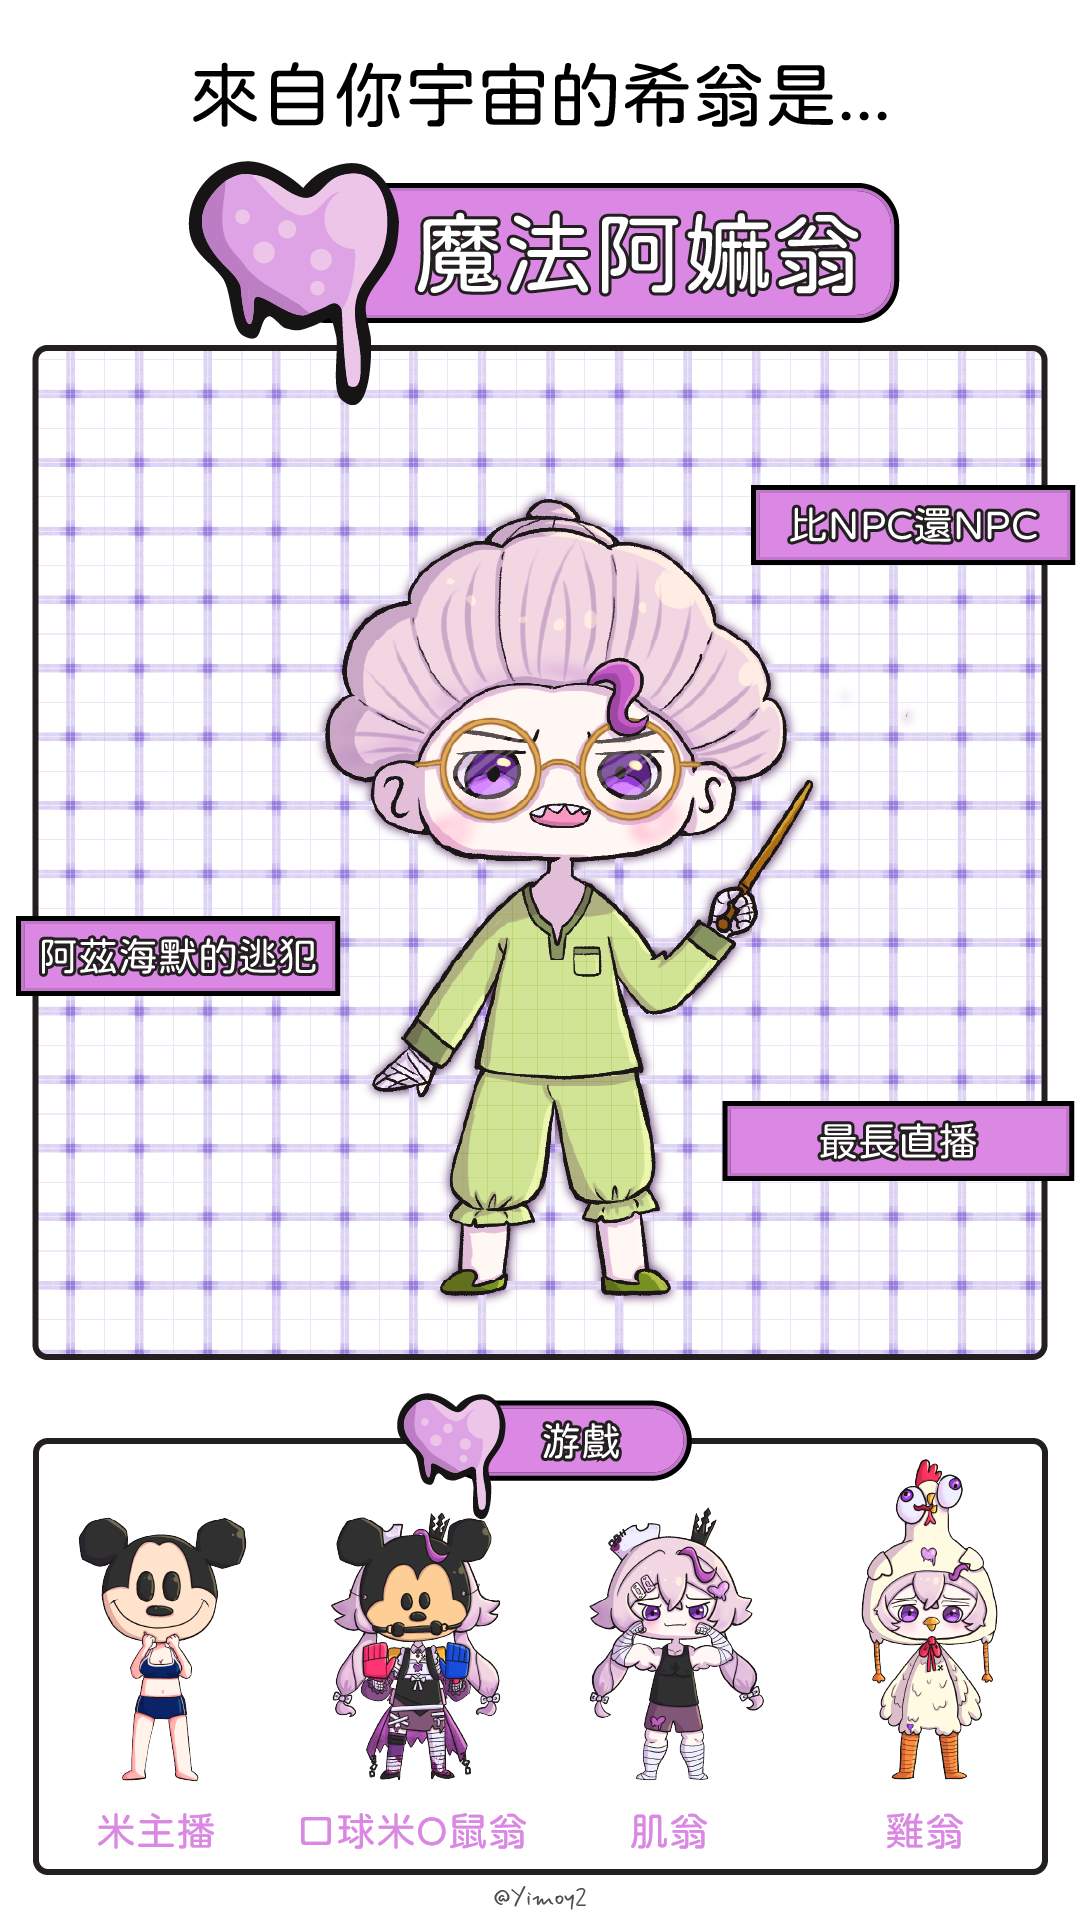 來自你宇宙的希翁是...
魔法阿嫲翁
比NPC還NPC
阿茲海默的逃犯
最長直播
游戲
米主播
口球米O鼠翁
肌翁
雞翁
@Yimoy2